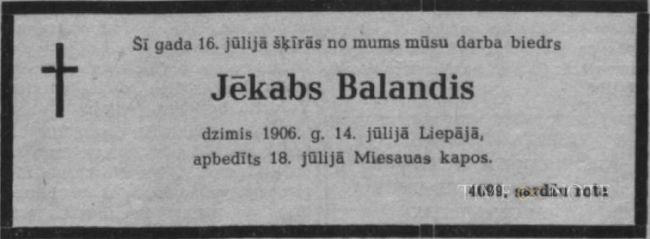 Šī gada 16. jūlijā šķīrās no mums mūsu darba biedrs
Jēkabs Balandis
dzimis 1906. g. 14. jūlijā Liepājā,
apbedīts 18. jūlijā Miesauas kapos.
4099.